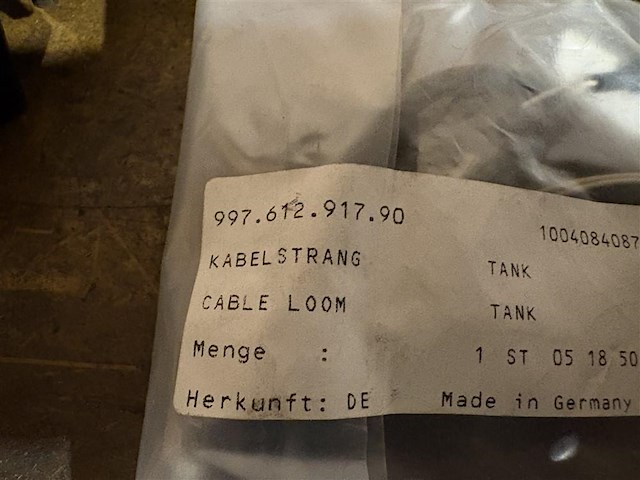 997.612.917.90 1004084087
KABELSTRANG TANK
CABLE LOOM TANK
Menge : 1 ST 05 18 50
Herkunft: DE Made in Germany